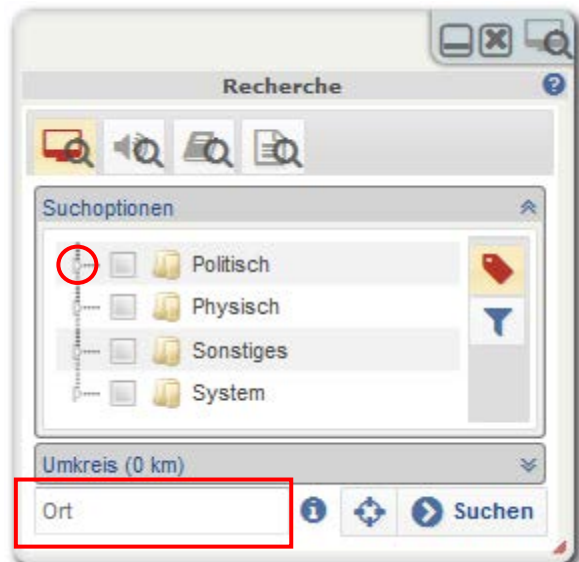 Recherche
Suchoptionen
Politisch
Physisch
Sonstiges
System
Umkreis (0 km)
Ort
Suchen